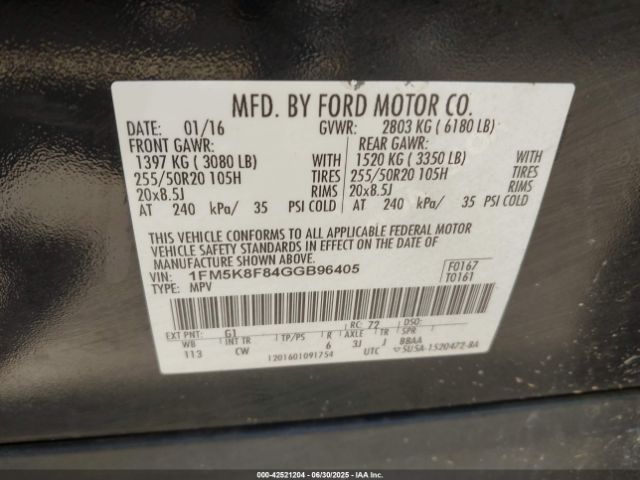 MFD. BY FORD MOTOR CO.
DATE: 01/16 GVWR: 2803 KG ( 6180 LB)
FRONT GAWR: REAR GAWR:
1397 KG ( 3080 LB) WITH 1520 KG ( 3350 LB) WITH
255/50R20 105H TIRES 255/50R20 105H TIRES
20x8.5J RIMS 20x8.5J RIMS
AT 240 kPa/ 35 PSI COLD AT 240 kPa/ 35 PSI COLD
THIS VEHICLE CONFORMS TO ALL APPLICABLE FEDERAL MOTOR
VEHICLE SAFETY STANDARDS IN EFFECT ON THE DATE OF
MANUFACTURE SHOWN ABOVE.
VIN: 1FM5K8F84GGB96405 F0167
TYPE: MPV T0161
EXT PNT: G1 RC: 72 DSO:
WB INT TR TP/PS R AXLE TR SPR
113 CW 6 3J J BBAA
1201601091754 UTC SU5A-1520472-BA
000-42521204 | 06/30/2025 | IAA Inc.